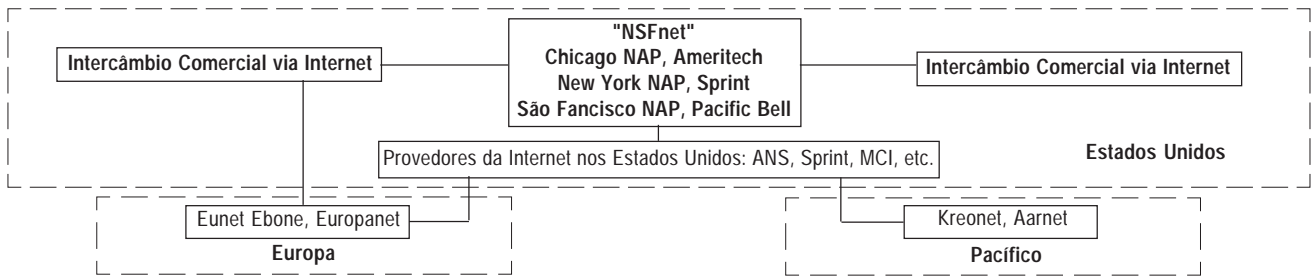 "NSFnet"
Chicago NAP, Ameritech
New York NAP, Sprint
São Fancisco NAP, Pacific Bell
Intercâmbio Comercial via Internet
Intercâmbio Comercial via Internet
Provedores da Internet nos Estados Unidos: ANS, Sprint, MCI, etc.
Estados Unidos
Eunet Ebone, Europanet
Europa
Kreonet, Aarnet
Pacífico